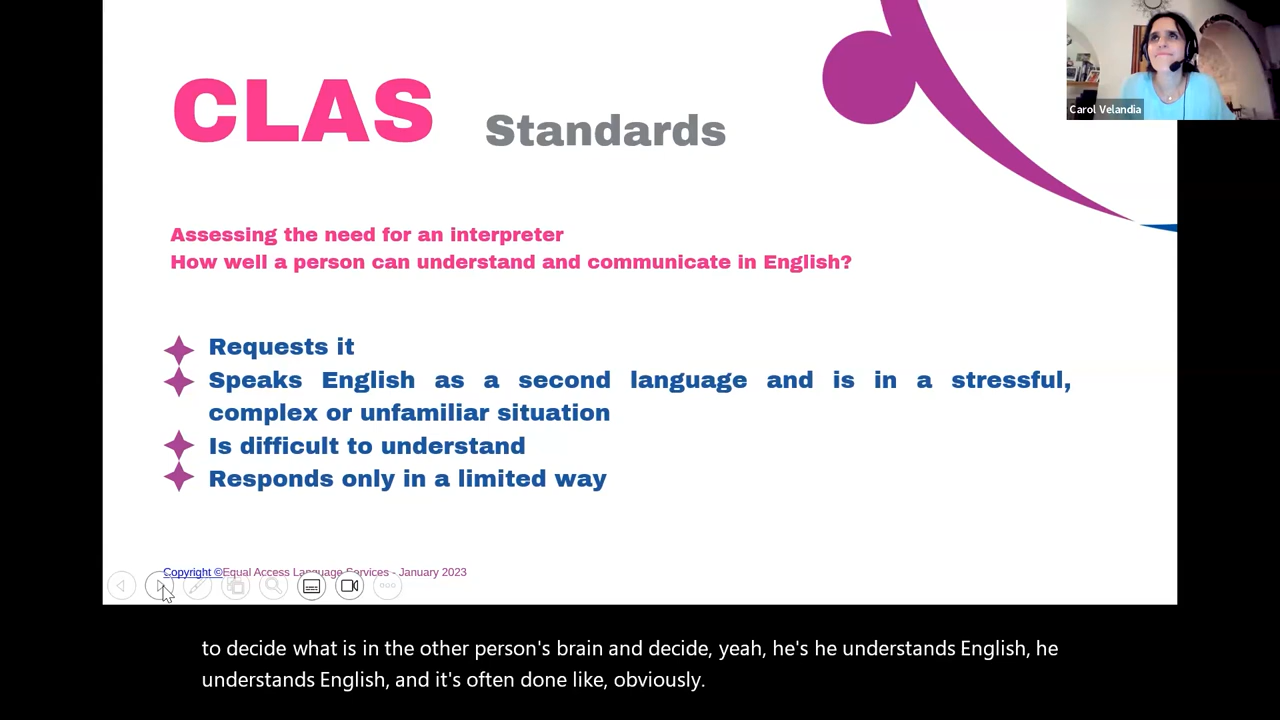 CLAS Standards
Carol Velandia
Assessing the need for an interpreter
How well a person can understand and communicate in English?
Requests it
Speaks English as a second language and is in a stressful,
complex or unfamiliar situation
Is difficult to understand
Responds only in a limited way
Copyright ©Equal Access Language Services - January 2023
to decide what is in the other person's brain and decide, yeah, he's he understands English, he
understands English, and it's often done like, obviously.